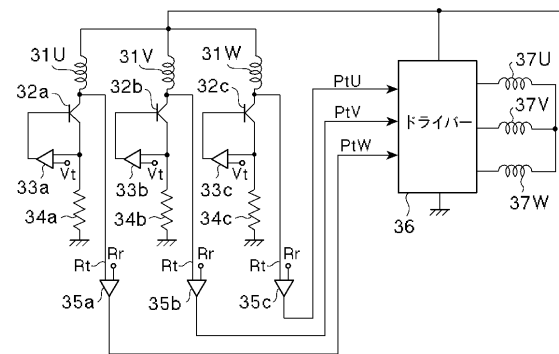 31U 31V 31W
37U
PtU
32a 32b 32c
37V
PtV
ドライバー
PtW
Vt Vt Vt
33a 33b 33c
37W
34a 34b 34c
36
Rr Rr Rr
Rt Rt Rt
35a 35b 35c